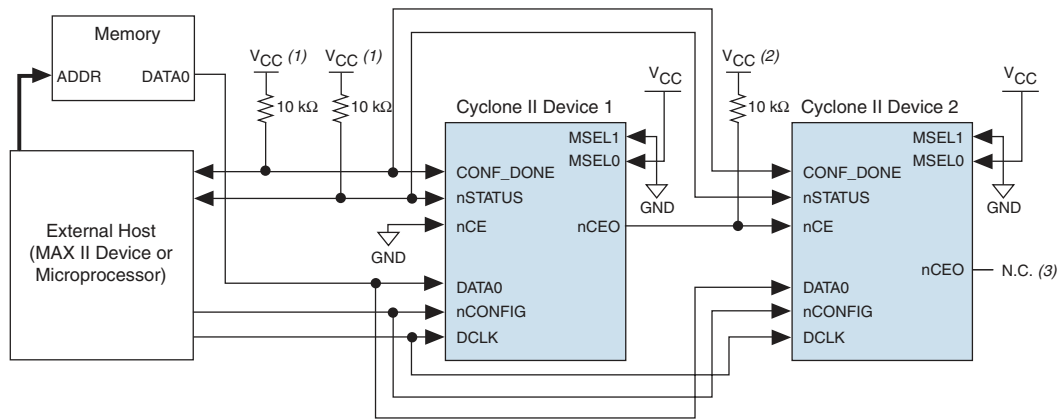 Memory
ADDR DATA0
VCC (1) VCC (1) VCC (2)
10 kΩ 10 kΩ 10 kΩ
VCC VCC
Cyclone II Device 1 Cyclone II Device 2
MSEL1 MSEL1
MSEL0 MSEL0
CONF_DONE CONF_DONE
nSTATUS nSTATUS
GND GND
External Host
(MAX II Device or
Microprocessor)
nCE nCEO nCE
GND
nCEO N.C. (3)
DATA0 DATA0
nCONFIG nCONFIG
DCLK DCLK